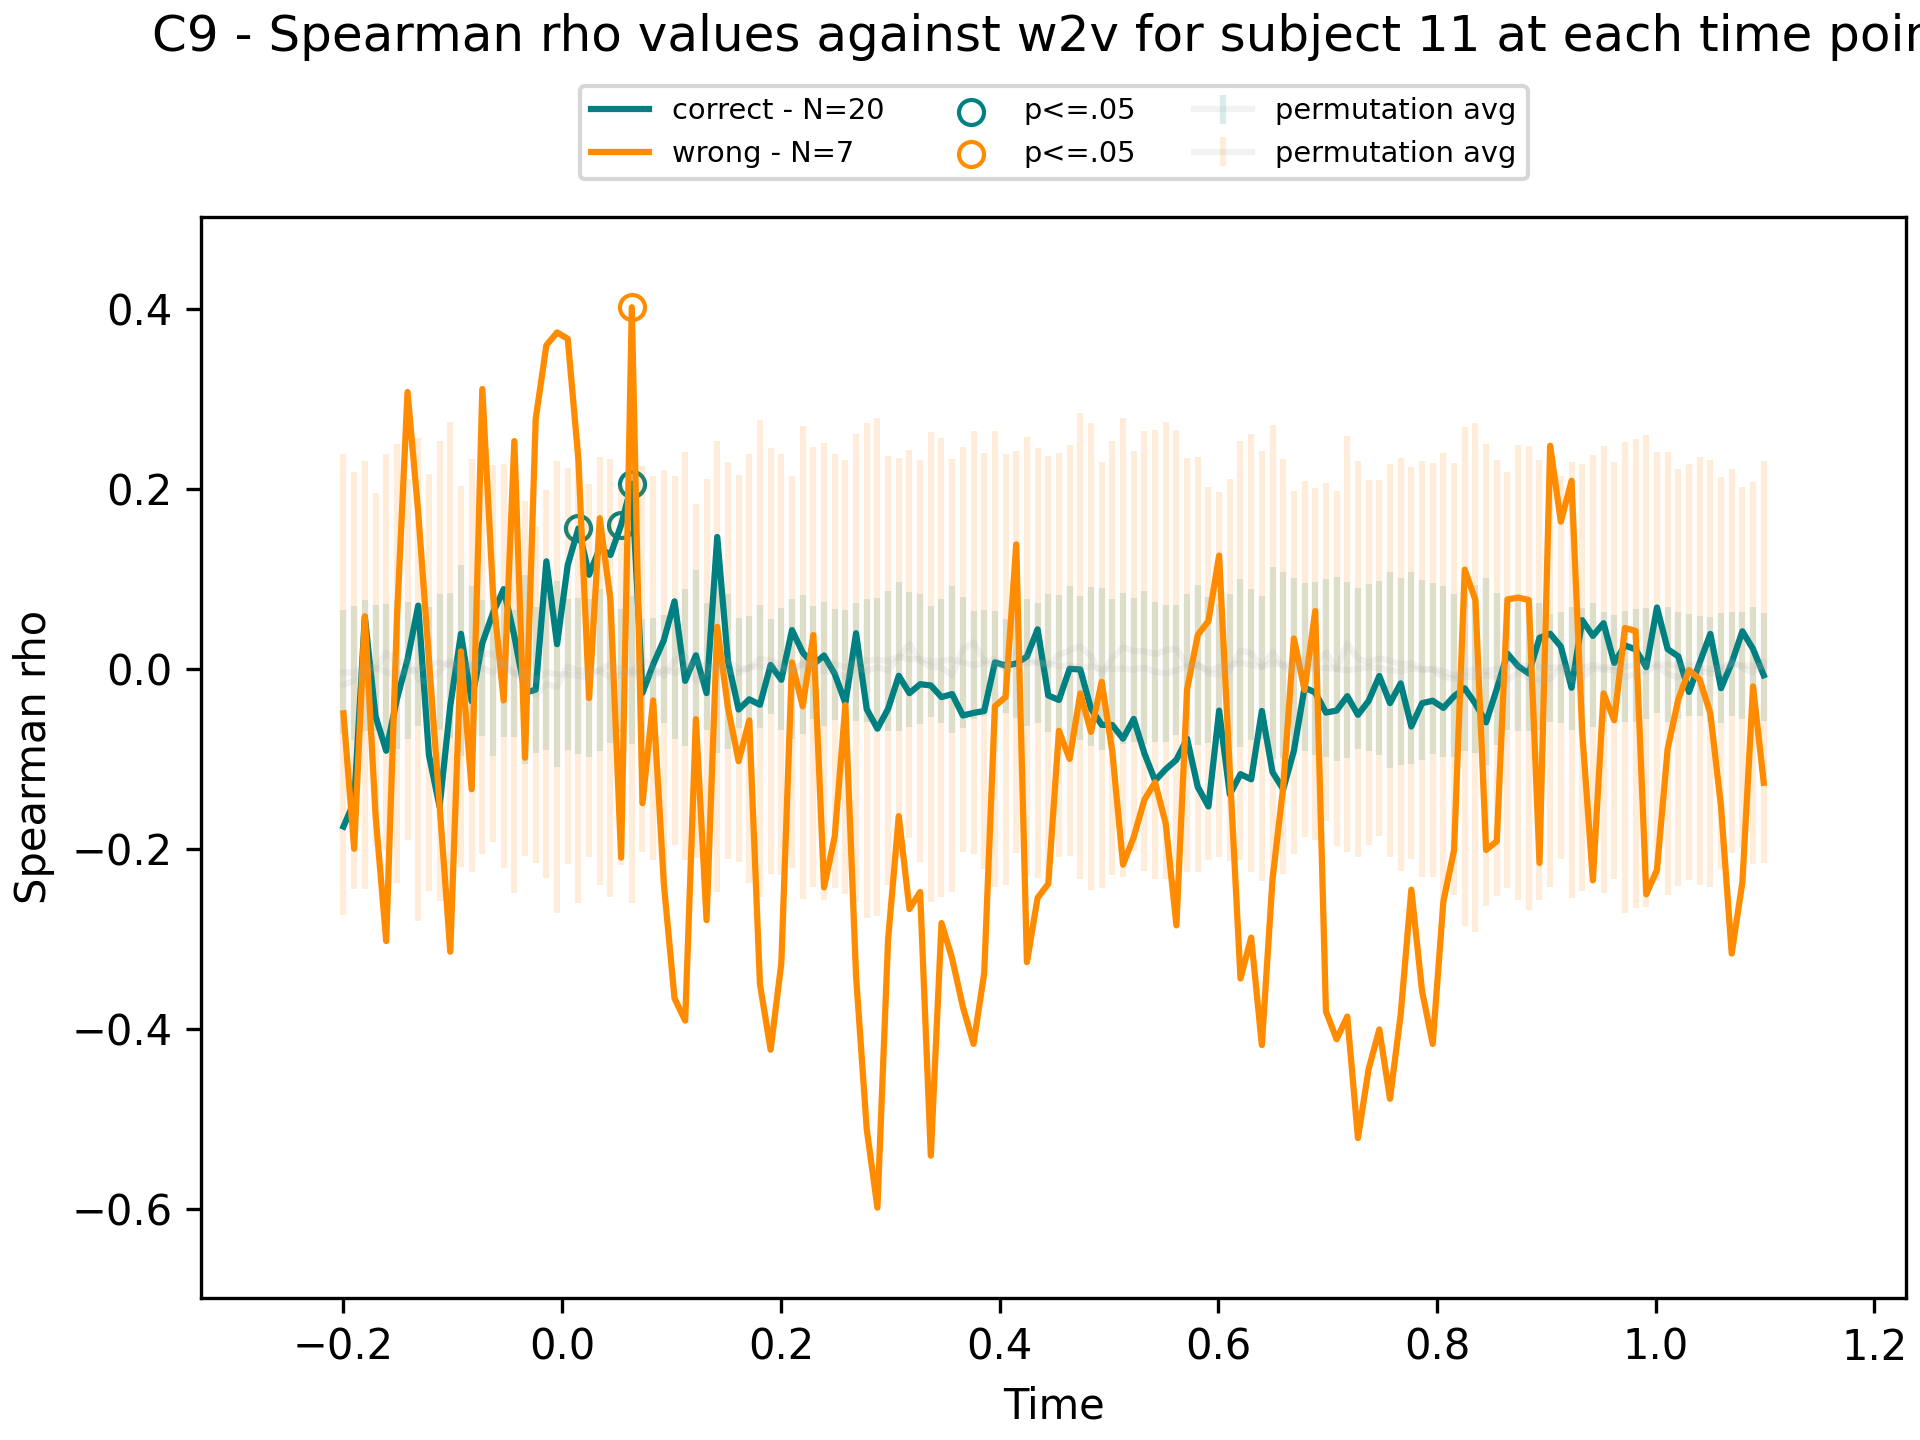 C9 - Spearman rho values against w2v for subject 11 at each time poin
correct - N=20
wrong - N=7
p<=.05
p<=.05
permutation avg
permutation avg
Spearman rho
0.4
0.2
0.0
−0.2
−0.4
−0.6
−0.2 0.0 0.2 0.4 0.6 0.8 1.0 1.2
Time